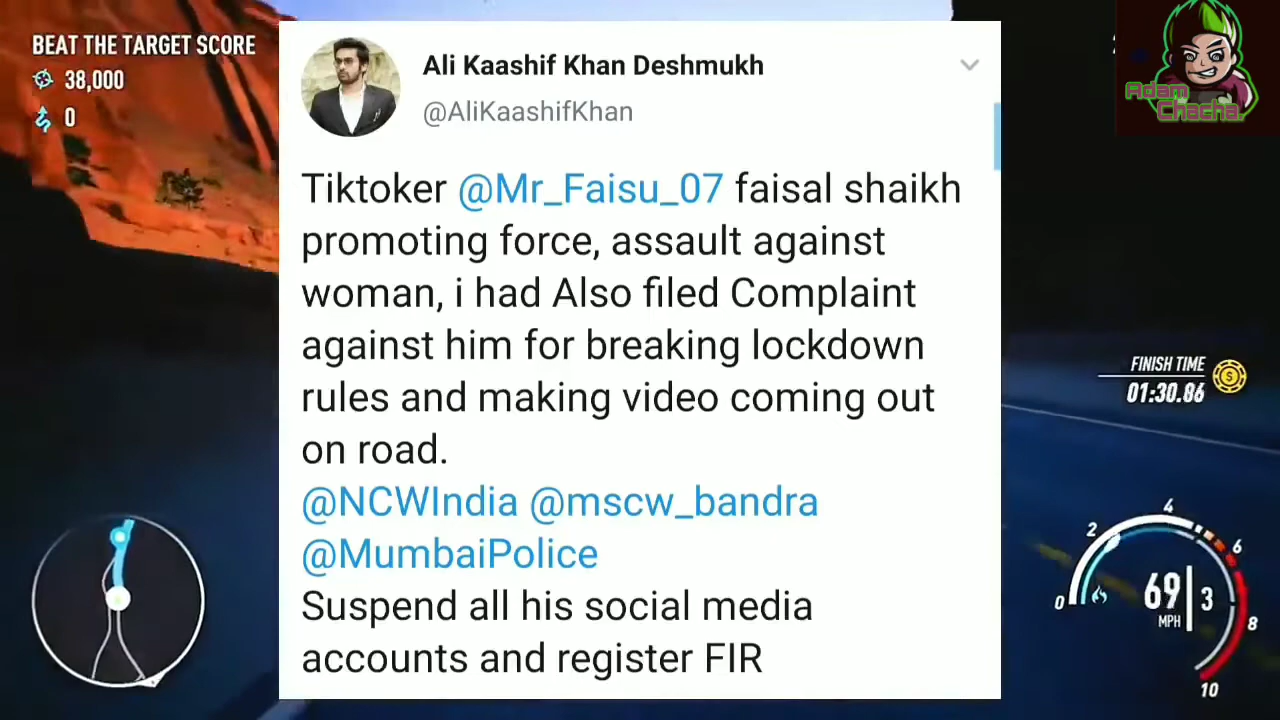 BEAT THE TARGET SCORE
38,000
0
Ali Kaashif Khan Deshmukh
@AliKaashifKhan
Tiktoker @Mr_Faisu_07 faisal shaikh
promoting force, assault against
woman, i had Also filed Complaint
against him for breaking lockdown
rules and making video coming out
on road.
@NCWIndia @mscw_bandra
@MumbaiPolice
Suspend all his social media
accounts and register FIR
Adam
Chacha
FINISH TIME
01:30.86
0
2
4
6
8
10
69
MPH
3